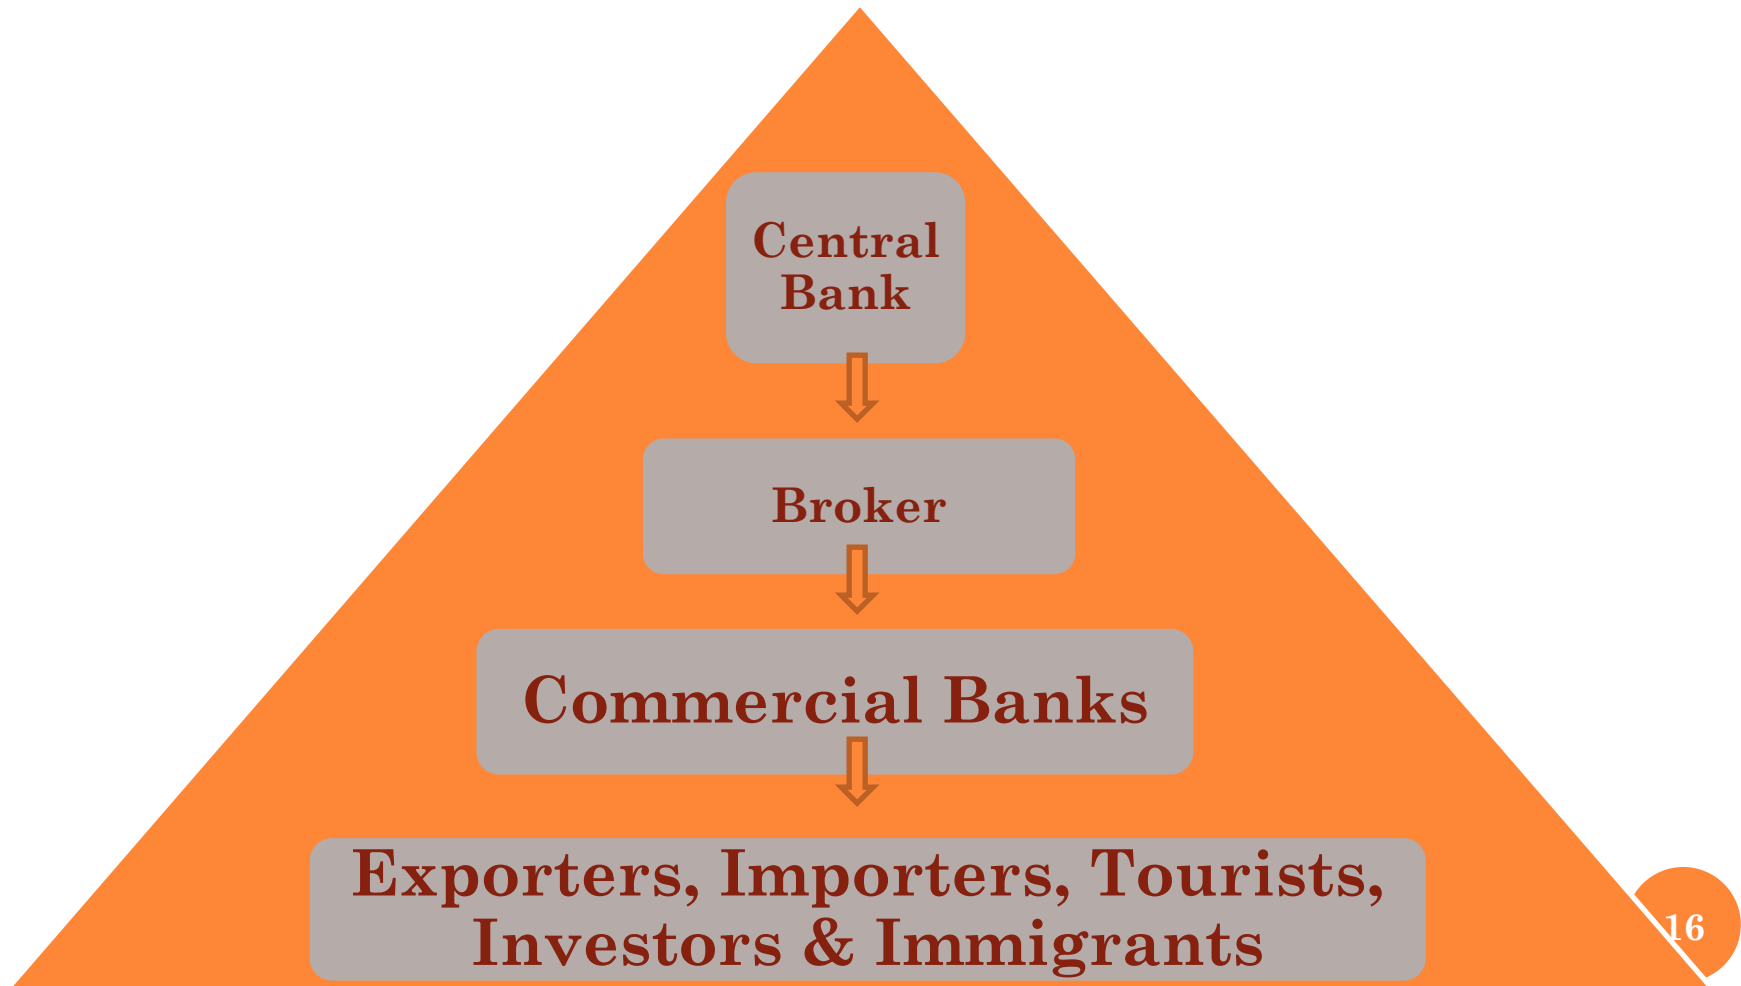 Central
Bank
Broker
Commercial Banks
Exporters, Importers, Tourists,
Investors & Immigrants
16